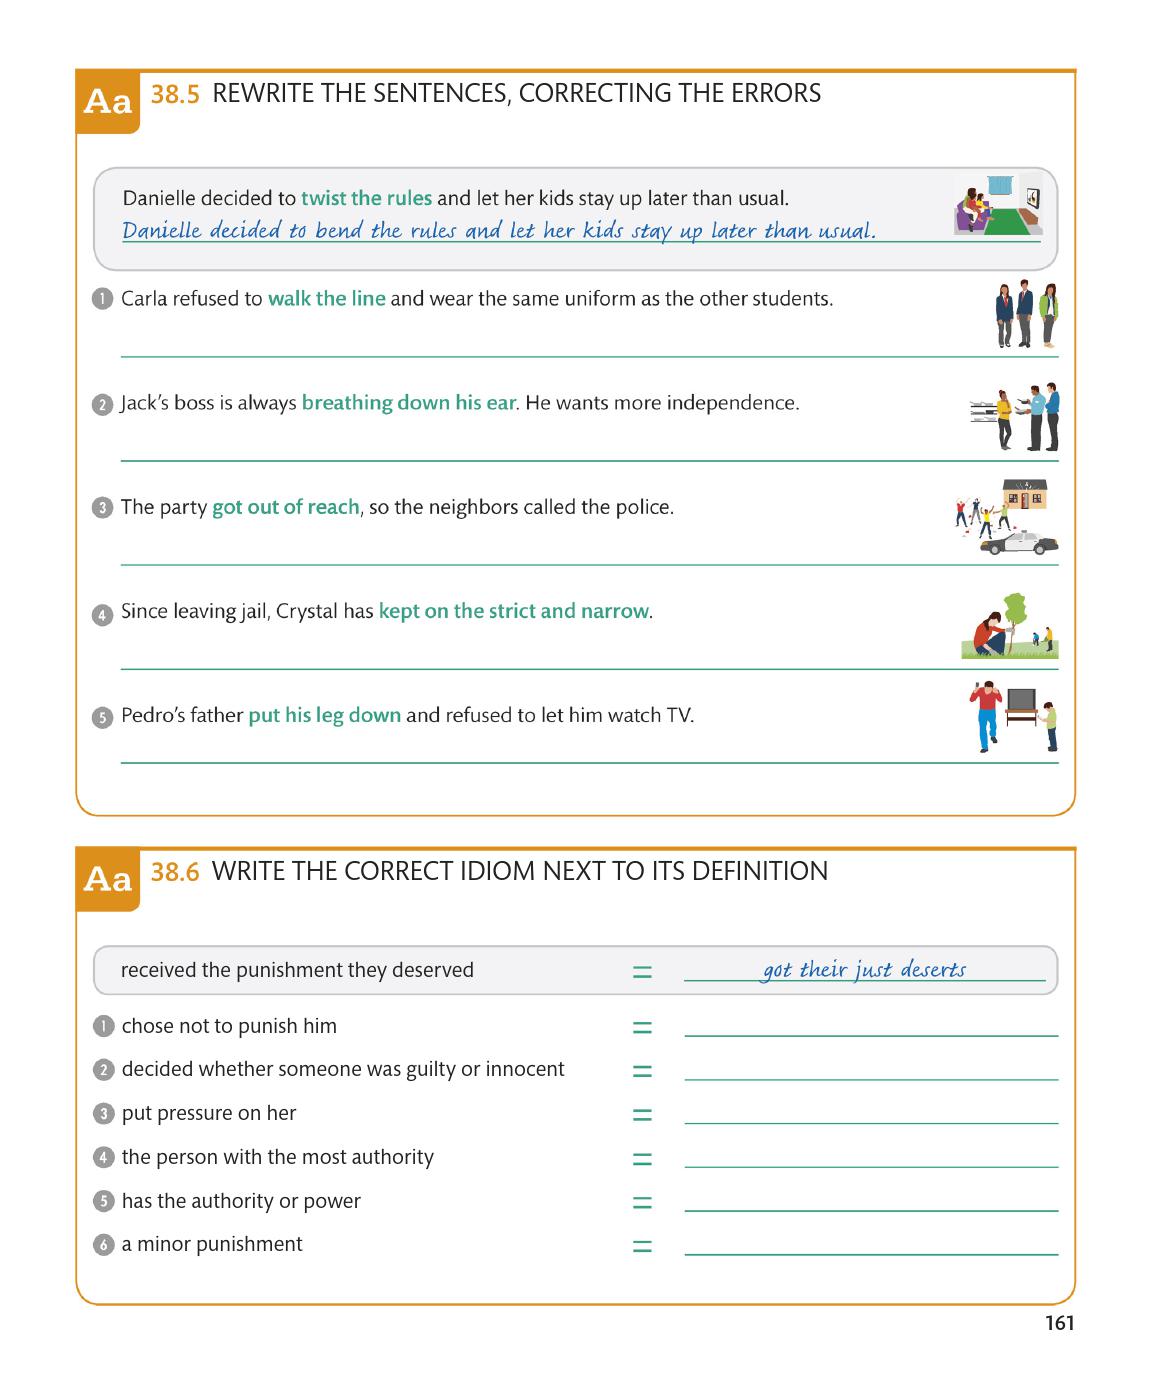 Aa 38.5 REWRITE THE SENTENCES, CORRECTING THE ERRORS
Danielle decided to twist the rules and let her kids stay up later than usual.
Danielle decided to bend the rules and let her kids stay up later than usual.
1 Carla refused to walk the line and wear the same uniform as the other students.
2 Jack's boss is always breathing down his ear. He wants more independence.
3 The party got out of reach, so the neighbors called the police.
4 Since leaving jail, Crystal has kept on the strict and narrow.
5 Pedro's father put his leg down and refused to let him watch TV.
Aa 38.6 WRITE THE CORRECT IDIOM NEXT TO ITS DEFINITION
received the punishment they deserved = got their just deserts
1 chose not to punish him =
2 decided whether someone was guilty or innocent =
3 put pressure on her =
4 the person with the most authority =
5 has the authority or power =
6 a minor punishment =
161